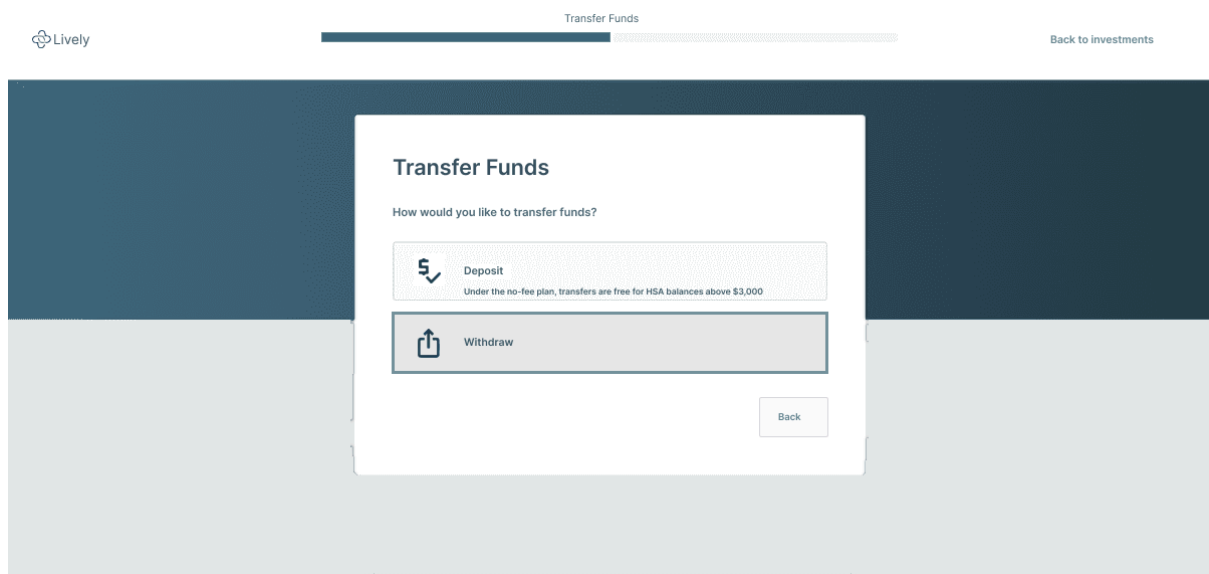 Transfer Funds
Lively
Back to investments
Transfer Funds
How would you like to transfer funds?
Deposit
Under the no-fee plan, transfers are free for HSA balances above $3,000
Withdraw
Back